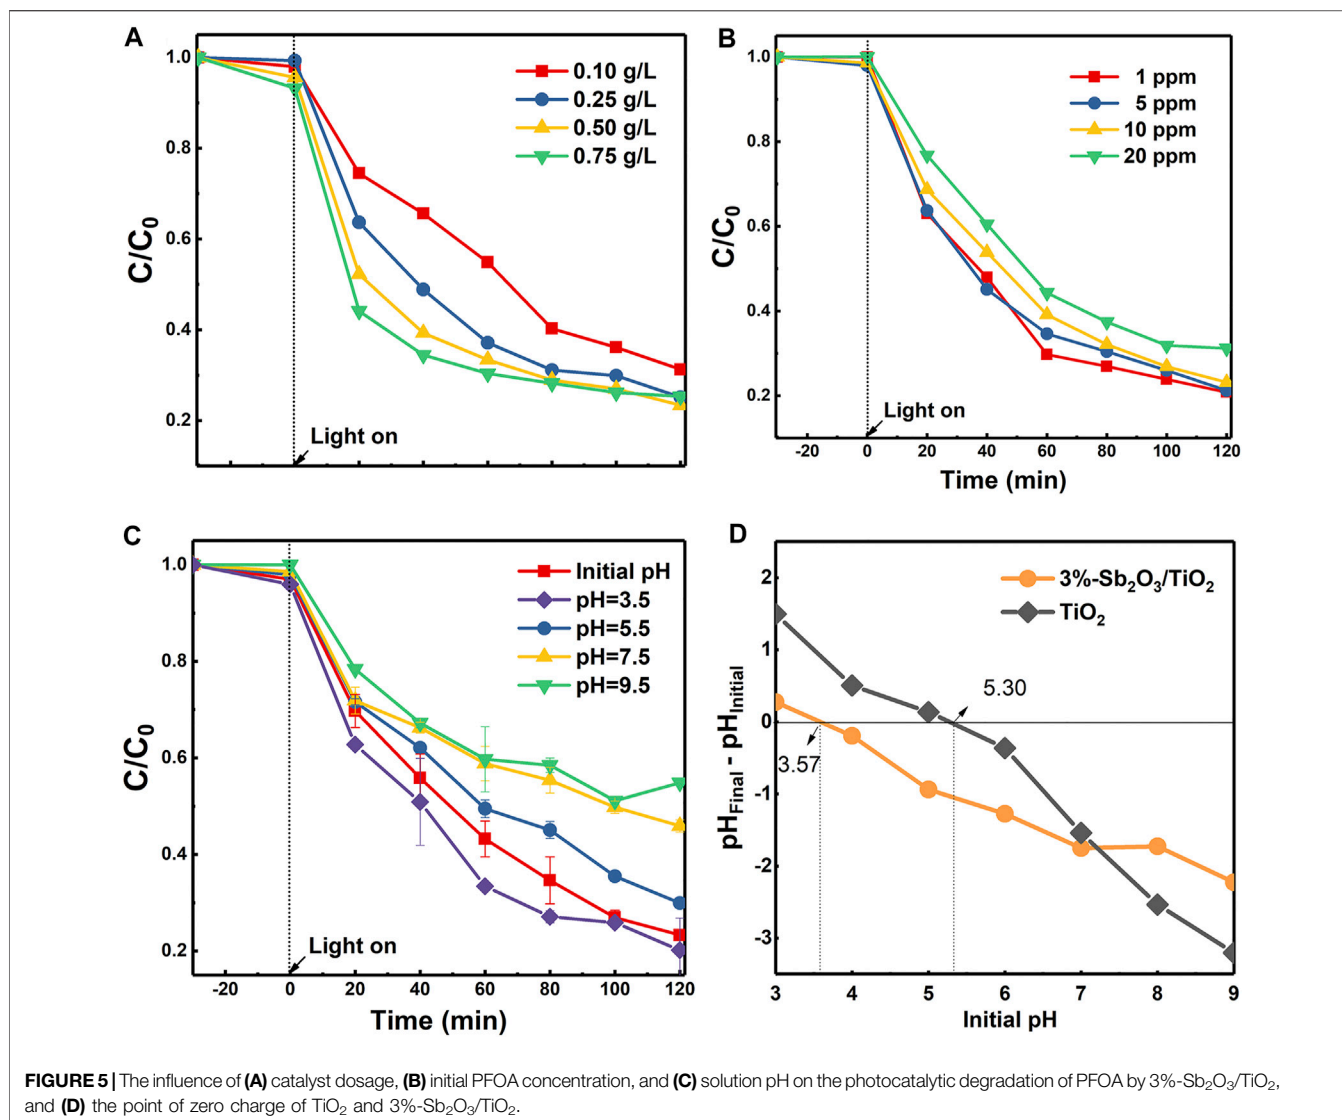 A
1.0
0.8
0.6
0.4
0.2
C/C0
0.10 g/L
0.25 g/L
0.50 g/L
0.75 g/L
Light on
B
1.0
0.8
0.6
0.4
0.2
C/C0
1 ppm
5 ppm
10 ppm
20 ppm
Light on
-20 0 20 40 60 80 100 120
Time (min)
C
1.0
0.8
0.6
0.4
0.2
C/C0
Initial pH
pH=3.5
pH=5.5
pH=7.5
pH=9.5
Light on
-20 0 20 40 60 80 100 120
Time (min)
D
2
1
0
-1
-2
-3
pHFinal - pHInitial
3%-Sb2O3/TiO2
TiO2
5.30
3.57
3 4 5 6 7 8 9
Initial pH
FIGURE 5 | The influence of (A) catalyst dosage, (B) initial PFOA concentration, and (C) solution pH on the photocatalytic degradation of PFOA by 3%-Sb2O3/TiO2,
and (D) the point of zero charge of TiO2 and 3%-Sb2O3/TiO2.